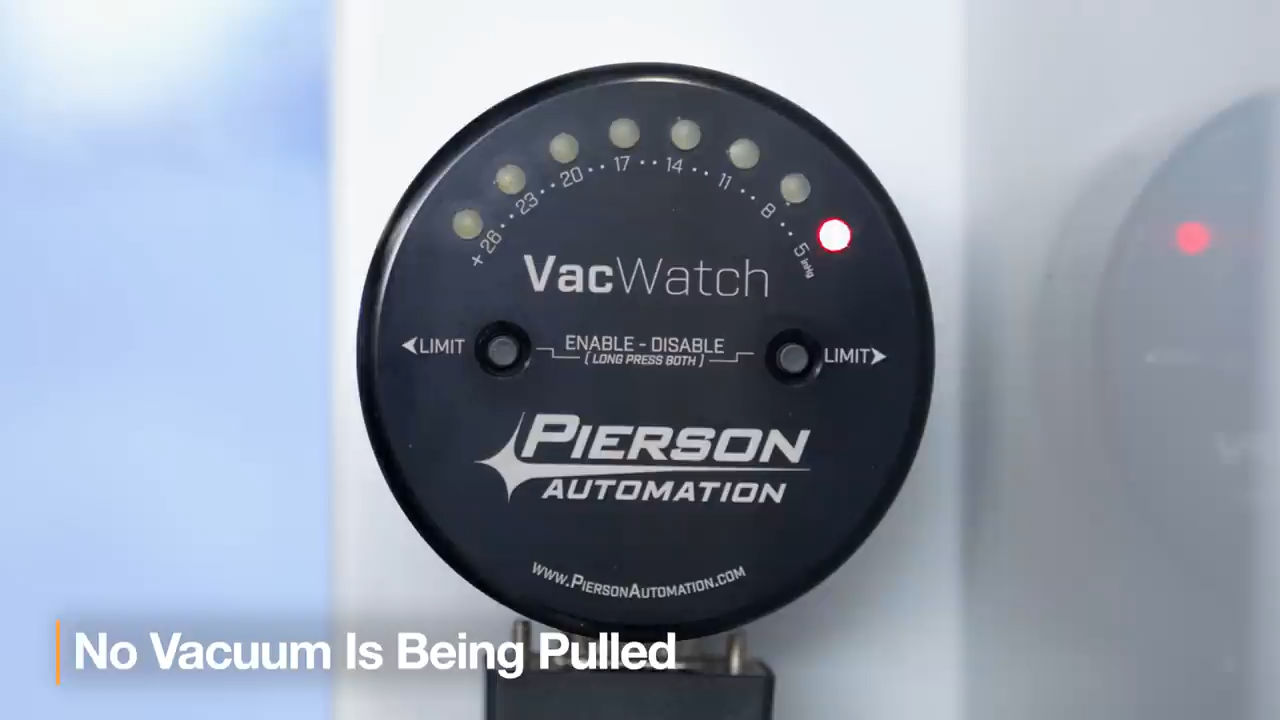 + 26 · · 23 · · 20 · · 17 · · 14 · · 11 · · 8 · · 5 inHg
VacWatch
LIMIT
ENABLE - DISABLE
[ LONG PRESS BOTH ]
LIMIT
PIERSON
AUTOMATION
WWW.PIERSONAUTOMATION.COM
No Vacuum Is Being Pulled